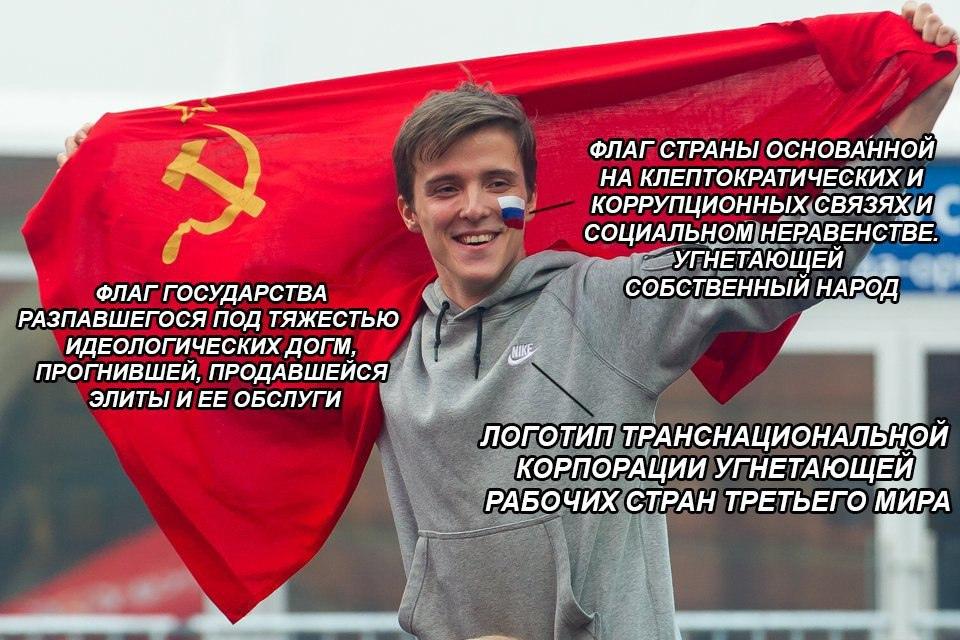 ФЛАГ СТРАНЫ ОСНОВАННОЙ
НА КЛЕПТОКРАТИЧЕСКИХ И
КОРРУПЦИОННЫХ СВЯЗЯХ И
СОЦИАЛЬНОМ НЕРАВЕНСТВЕ.
УГНЕТАЮЩЕЙ
СОБСТВЕННЫЙ НАРОД
ФЛАГ ГОСУДАРСТВА
РАЗПАВШЕГОСЯ ПОД ТЯЖЕСТЬЮ
ИДЕОЛОГИЧЕСКИХ ДОГМ,
ПРОГНИВШЕЙ, ПРОДАВШЕЙСЯ
ЭЛИТЫ И ЕЕ ОБСЛУГИ
NIKE
ЛОГОТИП ТРАНСНАЦИОНАЛЬНОЙ
КОРПОРАЦИИ УГНЕТАЮЩЕЙ
РАБОЧИХ СТРАН ТРЕТЬЕГО МИРА